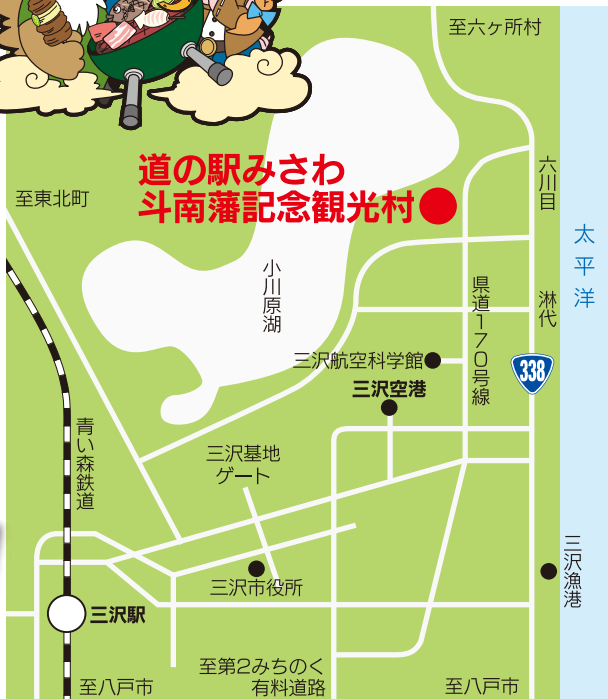 至六ヶ所村
道の駅みさわ
斗南藩記念観光村
至東北町
六川目
太平洋
小川原湖
県道170号線
淋代
三沢航空科学館
338
三沢空港
青い森鉄道
三沢基地
ゲート
三沢漁港
三沢市役所
三沢駅
至第2みちのく
有料道路
至八戸市
至八戸市